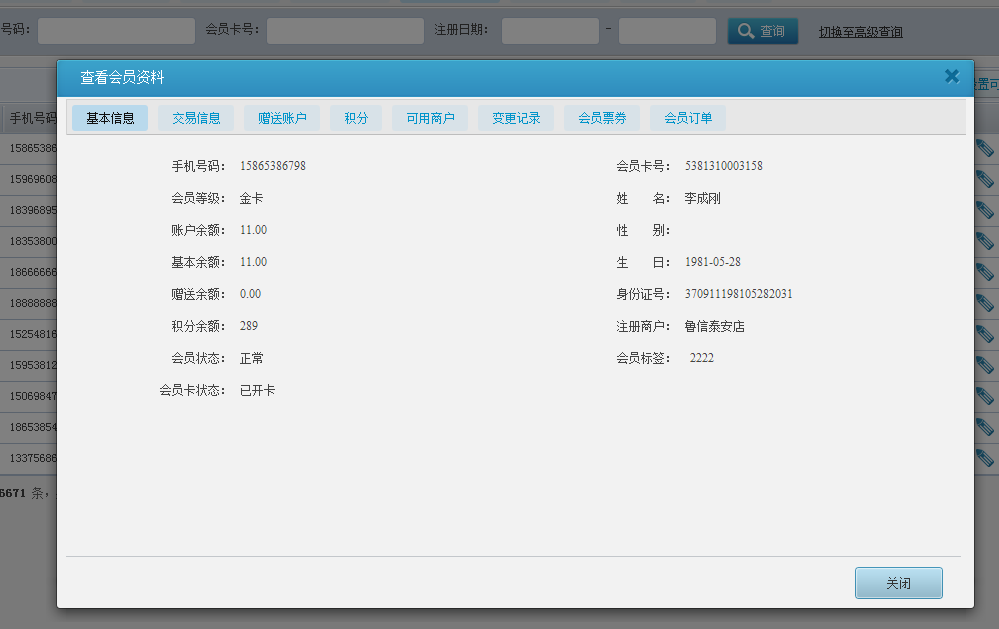 号码： 会员卡号： 注册日期： - 查询 切换至高级查询
查看会员资料
置可
手机号码
基本信息 交易信息 赠送账户 积分 可用商户 变更记录 会员票券 会员订单
15865386
15969608
18396895
18353800
18666666
18888888
15254816
15953812
15069847
18653854
13375686
6671 条，
手机号码： 15865386798 会员卡号： 5381310003158
会员等级： 金卡 姓 名： 李成刚
账户余额： 11.00 性 别：
基本余额： 11.00 生 日： 1981-05-28
赠送余额： 0.00 身份证号： 370911198105282031
积分余额： 289 注册商户： 鲁信泰安店
会员状态： 正常 会员标签： 2222
会员卡状态： 已开卡
关闭